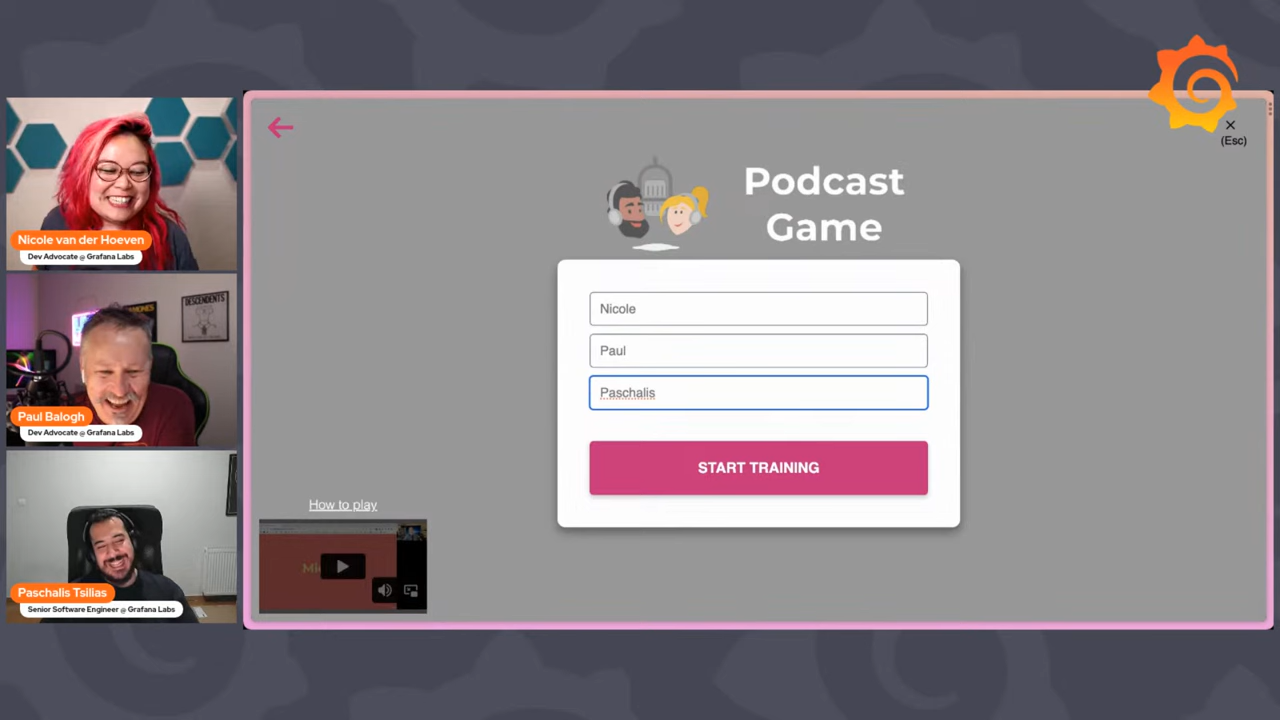 Nicole van der Hoeven
Dev Advocate @ Grafana Labs
DESCENDENTS
Paul Balogh
Dev Advocate @ Grafana Labs
Paschalis Tsilias
Senior Software Engineer @ Grafana Labs
×
(Esc)
Podcast
Game
Nicole
Paul
Paschalis
START TRAINING
How to play